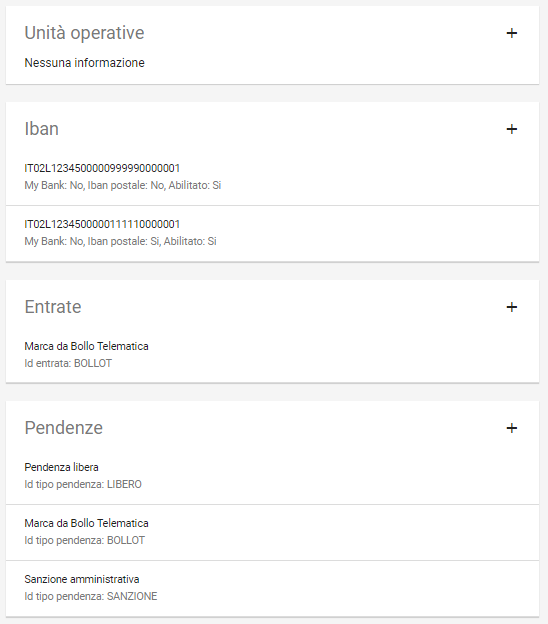 Unità operative
Nessuna informazione
Iban
IT02L1234500000999990000001
My Bank: No, Iban postale: No, Abilitato: Si
IT02L1234500000111110000001
My Bank: No, Iban postale: Si, Abilitato: Si
Entrate
Marca da Bollo Telematica
Id entrata: BOLLOT
Pendenze
Pendenza libera
Id tipo pendenza: LIBERO
Marca da Bollo Telematica
Id tipo pendenza: BOLLOT
Sanzione amministrativa
Id tipo pendenza: SANZIONE